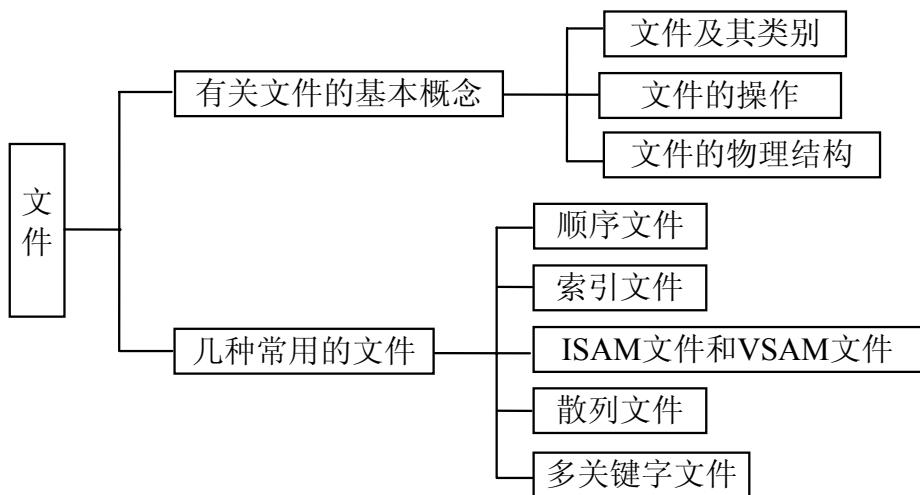 文件
有关文件的基本概念
文件及其类别
文件的操作
文件的物理结构
几种常用的文件
顺序文件
索引文件
ISAM文件和VSAM文件
散列文件
多关键字文件